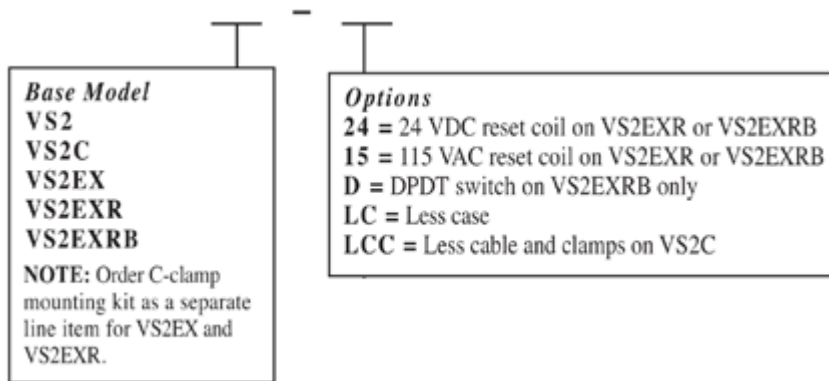 –
Base Model
VS2
VS2C
VS2EX
VS2EXR
VS2EXRB
NOTE: Order C-clamp
mounting kit as a separate
line item for VS2EX and
VS2EXR.
Options
24 = 24 VDC reset coil on VS2EXR or VS2EXRB
15 = 115 VAC reset coil on VS2EXR or VS2EXRB
D = DPDT switch on VS2EXRB only
LC = Less case
LCC = Less cable and clamps on VS2C